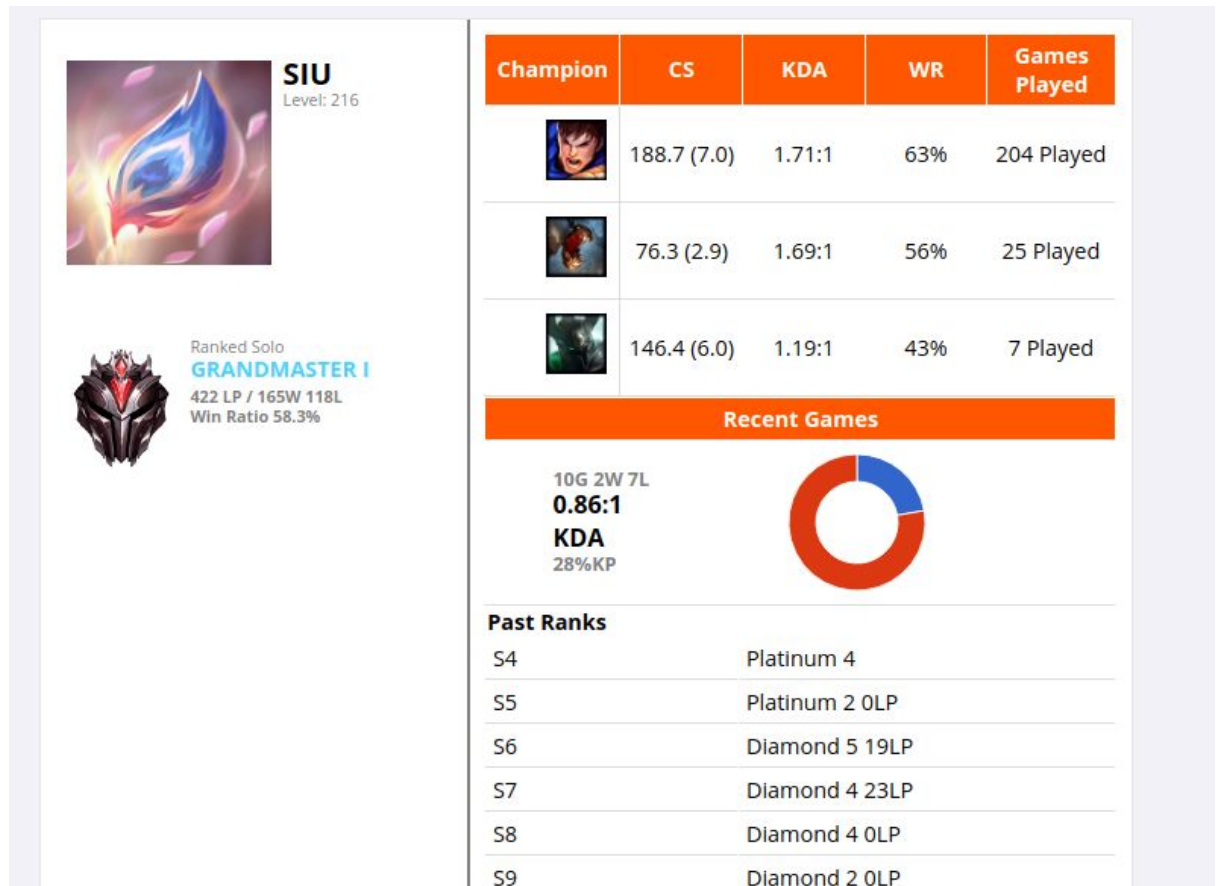 SIU
Level: 216
Ranked Solo
GRANDMASTER I
422 LP / 165W 118L
Win Ratio 58.3%
Champion CS KDA WR Games Played
188.7 (7.0) 1.71:1 63% 204 Played
76.3 (2.9) 1.69:1 56% 25 Played
146.4 (6.0) 1.19:1 43% 7 Played
Recent Games
10G 2W 7L
0.86:1
KDA
28%KP
Past Ranks
S4 Platinum 4
S5 Platinum 2 0LP
S6 Diamond 5 19LP
S7 Diamond 4 23LP
S8 Diamond 4 0LP
S9 Diamond 2 0LP